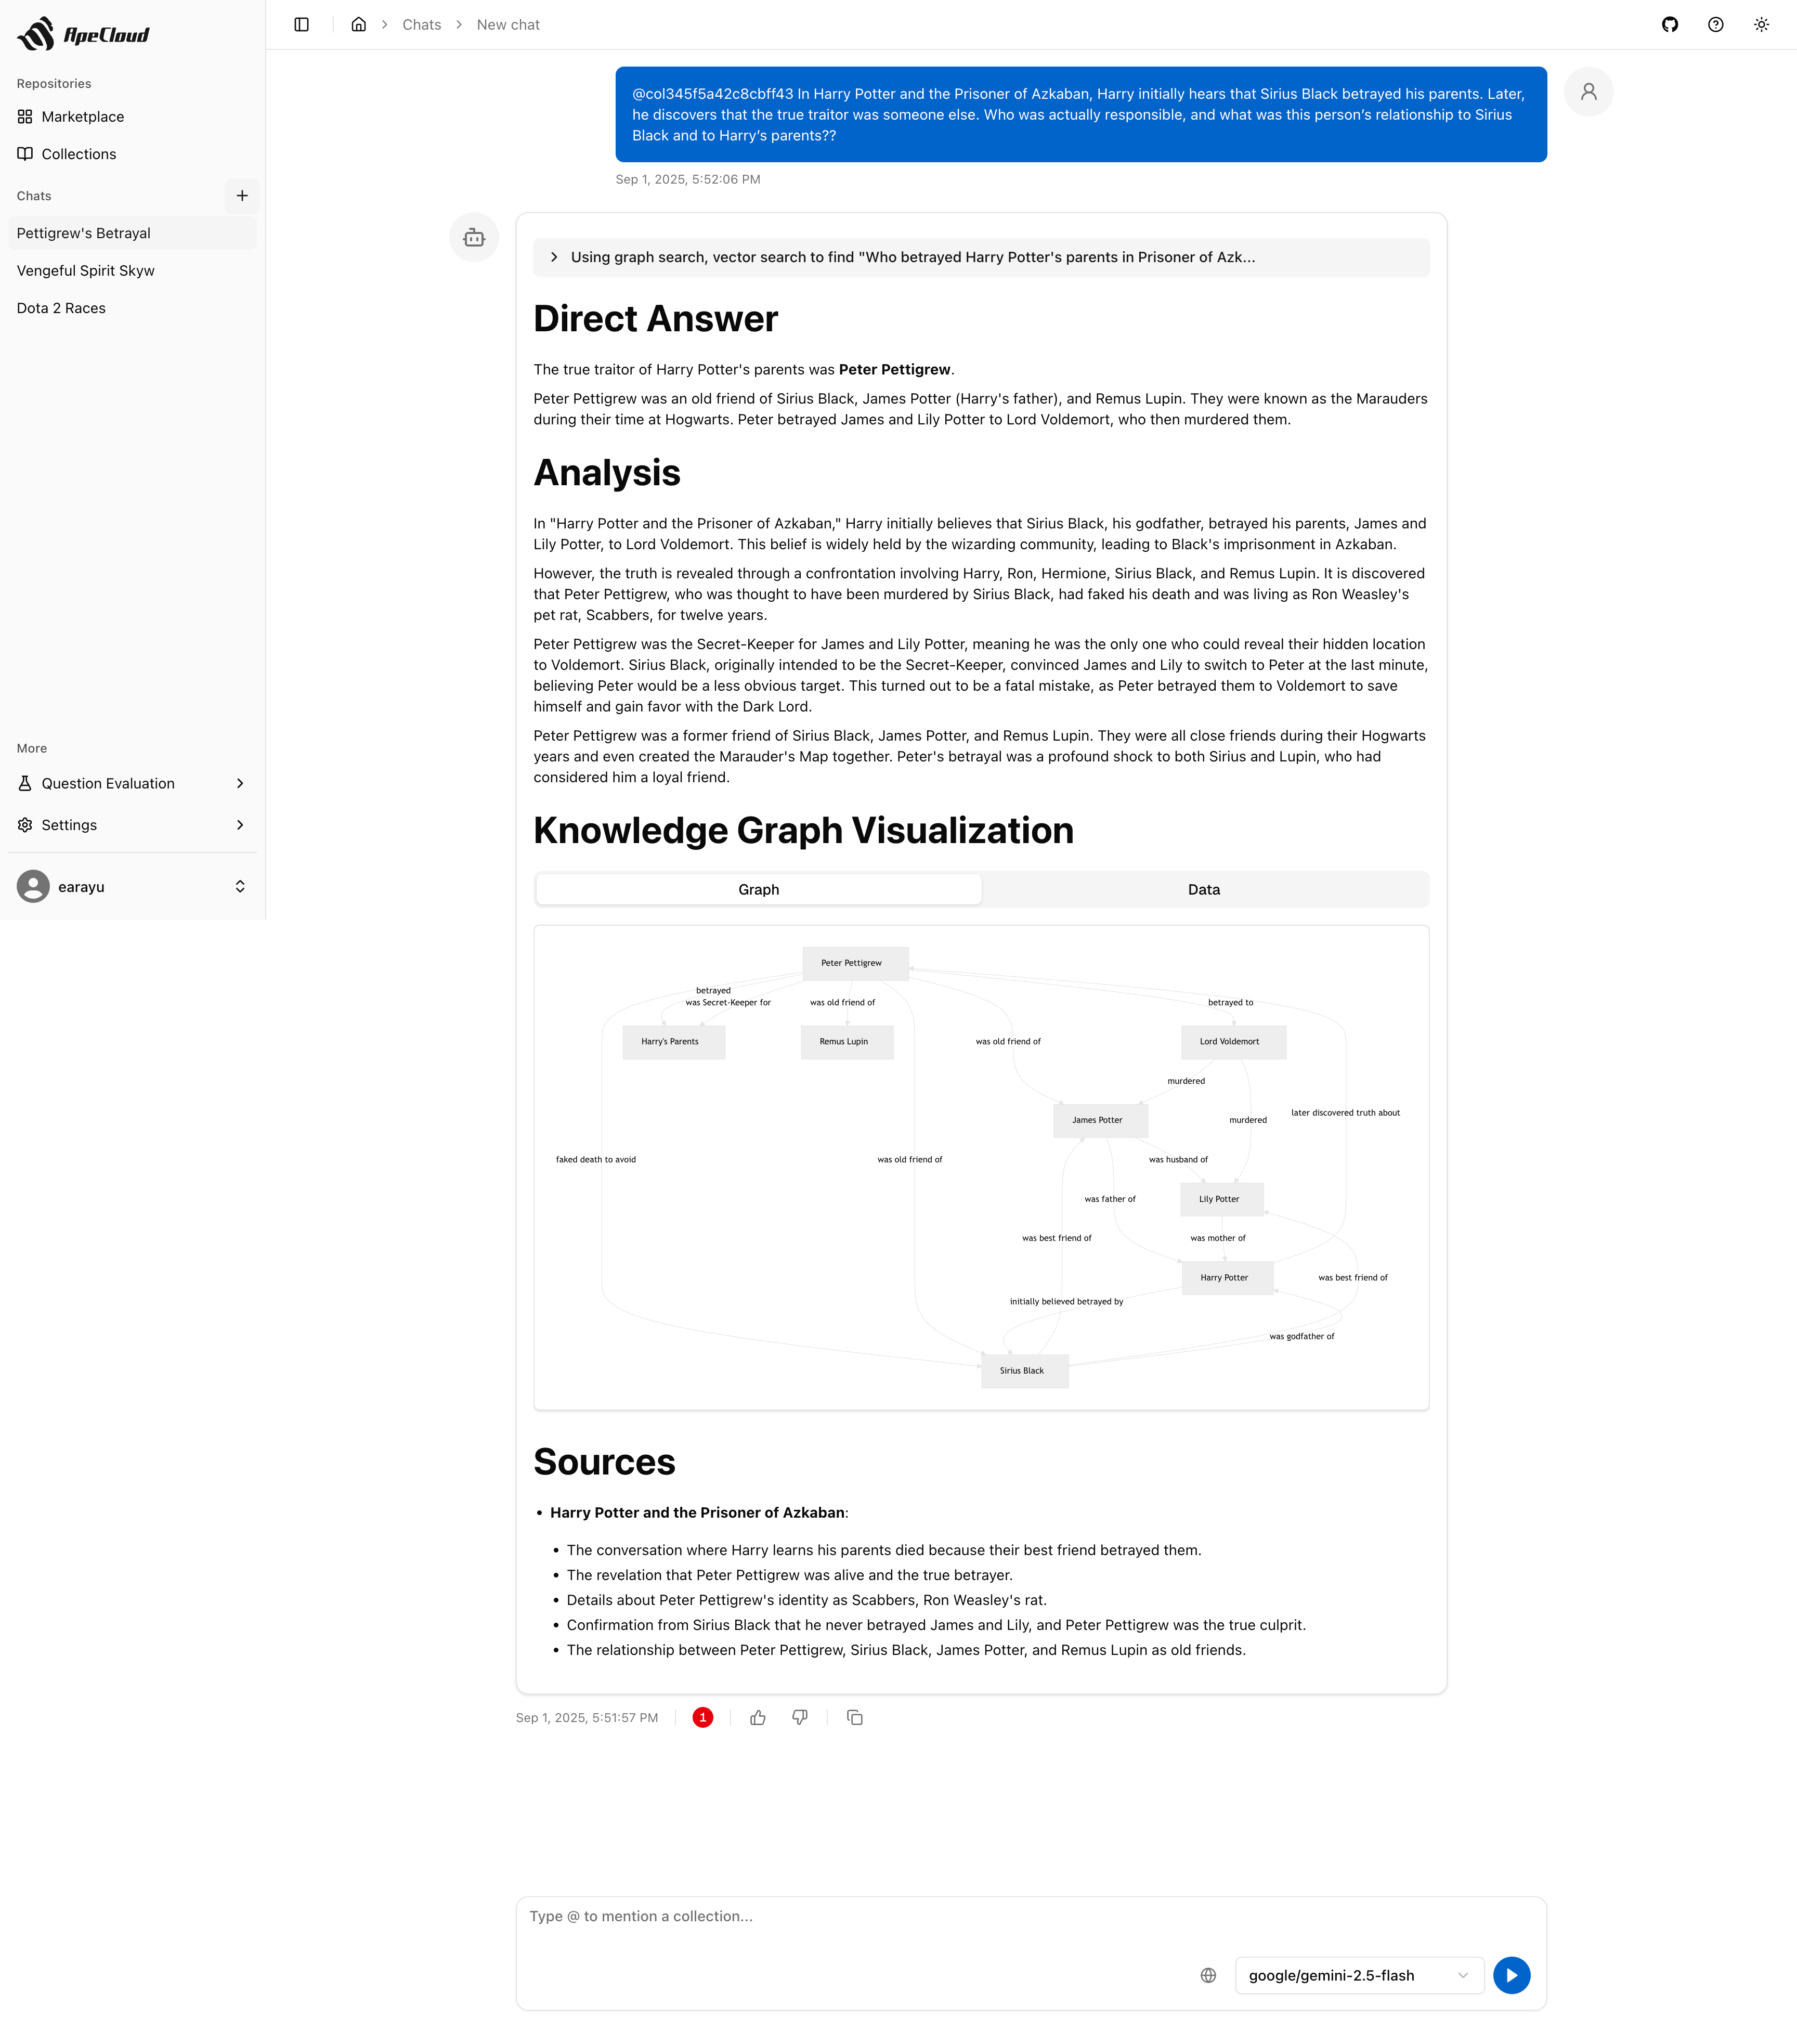 ApeCloud
Repositories
Marketplace
Collections
Chats
Pettigrew's Betrayal
Vengeful Spirit Skyw
Dota 2 Races
More
Question Evaluation
Settings
earayu
Chats
New chat
@col345f5a42c8cbff43 In Harry Potter and the Prisoner of Azkaban, Harry initially hears that Sirius Black betrayed his parents. Later,
he discovers that the true traitor was someone else. Who was actually responsible, and what was this person’s relationship to Sirius
Black and to Harry’s parents??
Sep 1, 2025, 5:52:06 PM
Using graph search, vector search to find "Who betrayed Harry Potter's parents in Prisoner of Azk...
Direct Answer
The true traitor of Harry Potter's parents was Peter Pettigrew.
Peter Pettigrew was an old friend of Sirius Black, James Potter (Harry's father), and Remus Lupin. They were known as the Marauders
during their time at Hogwarts. Peter betrayed James and Lily Potter to Lord Voldemort, who then murdered them.
Analysis
In "Harry Potter and the Prisoner of Azkaban," Harry initially believes that Sirius Black, his godfather, betrayed his parents, James and
Lily Potter, to Lord Voldemort. This belief is widely held by the wizarding community, leading to Black's imprisonment in Azkaban.
However, the truth is revealed through a confrontation involving Harry, Ron, Hermione, Sirius Black, and Remus Lupin. It is discovered
that Peter Pettigrew, who was thought to have been murdered by Sirius Black, had faked his death and was living as Ron Weasley's
pet rat, Scabbers, for twelve years.
Peter Pettigrew was the Secret-Keeper for James and Lily Potter, meaning he was the only one who could reveal their hidden location
to Voldemort. Sirius Black, originally intended to be the Secret-Keeper, convinced James and Lily to switch to Peter at the last minute,
believing Peter would be a less obvious target. This turned out to be a fatal mistake, as Peter betrayed them to Voldemort to save
himself and gain favor with the Dark Lord.
Peter Pettigrew was a former friend of Sirius Black, James Potter, and Remus Lupin. They were all close friends during their Hogwarts
years and even created the Marauder's Map together. Peter's betrayal was a profound shock to both Sirius and Lupin, who had
considered him a loyal friend.
Knowledge Graph Visualization
Graph
Data
Peter Pettigrew
betrayed
was Secret-Keeper for
was old friend of
betrayed to
Harry's Parents
Remus Lupin
was old friend of
Lord Voldemort
murdered
James Potter
murdered
later discovered truth about
faked death to avoid
was old friend of
was husband of
was father of
Lily Potter
was best friend of
was mother of
Harry Potter
was best friend of
initially believed betrayed by
was godfather of
Sirius Black
Sources
Harry Potter and the Prisoner of Azkaban:
The conversation where Harry learns his parents died because their best friend betrayed them.
The revelation that Peter Pettigrew was alive and the true betrayer.
Details about Peter Pettigrew's identity as Scabbers, Ron Weasley's rat.
Confirmation from Sirius Black that he never betrayed James and Lily, and Peter Pettigrew was the true culprit.
The relationship between Peter Pettigrew, Sirius Black, James Potter, and Remus Lupin as old friends.
Sep 1, 2025, 5:51:57 PM
1
Type @ to mention a collection...
google/gemini-2.5-flash